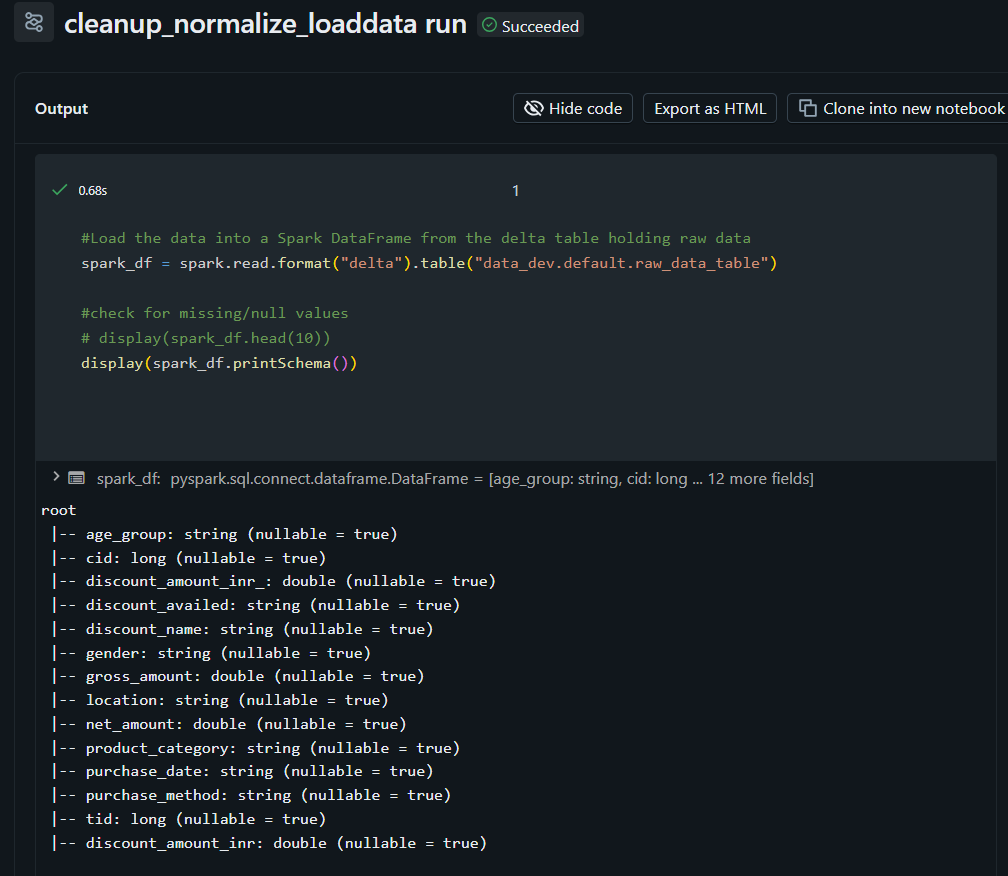 cleanup_normalize_loaddata run Succeeded
Output Hide code Export as HTML Clone into new notebook
0.68s 1
#Load the data into a Spark DataFrame from the delta table holding raw data
spark_df = spark.read.format("delta").table("data_dev.default.raw_data_table")
#check for missing/null values
# display(spark_df.head(10))
display(spark_df.printSchema())
spark_df: pyspark.sql.connect.dataframe.DataFrame = [age_group: string, cid: long ... 12 more fields]
root
|-- age_group: string (nullable = true)
|-- cid: long (nullable = true)
|-- discount_amount_inr_: double (nullable = true)
|-- discount_availed: string (nullable = true)
|-- discount_name: string (nullable = true)
|-- gender: string (nullable = true)
|-- gross_amount: double (nullable = true)
|-- location: string (nullable = true)
|-- net_amount: double (nullable = true)
|-- product_category: string (nullable = true)
|-- purchase_date: string (nullable = true)
|-- purchase_method: string (nullable = true)
|-- tid: long (nullable = true)
|-- discount_amount_inr: double (nullable = true)